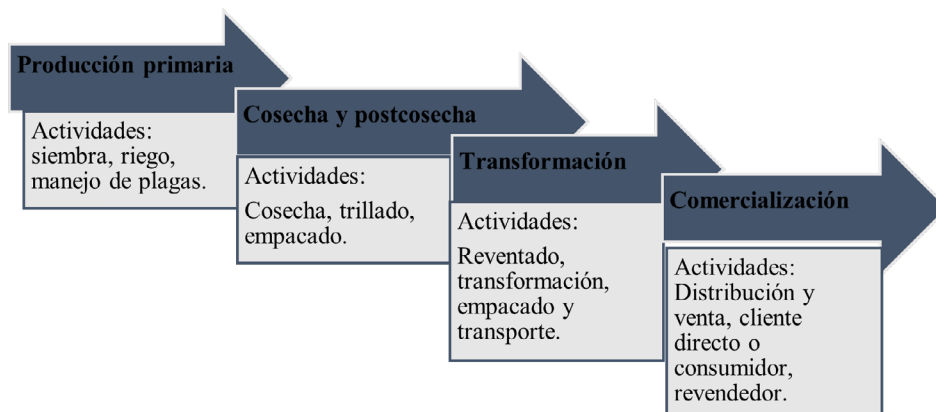 Producción primaria
Actividades:
siembra, riego,
manejo de plagas.
Cosecha y postcosecha
Actividades:
Cosecha, trillado,
empacado.
Transformación
Actividades:
Reventado,
transformación,
empacado y
transporte.
Comercialización
Actividades:
Distribución y
venta, cliente
directo o
consumidor,
revendedor.